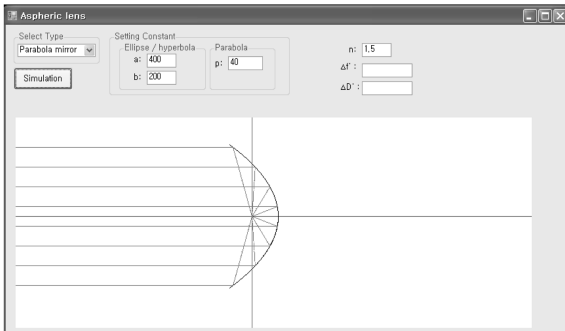 Aspheric lens
Select Type
Parabola mirror
Simulation
Setting Constant
Ellipse / hyperbola
a: 400
b: 200
Parabola
p: 40
n: 1.5
Δf':
ΔD':